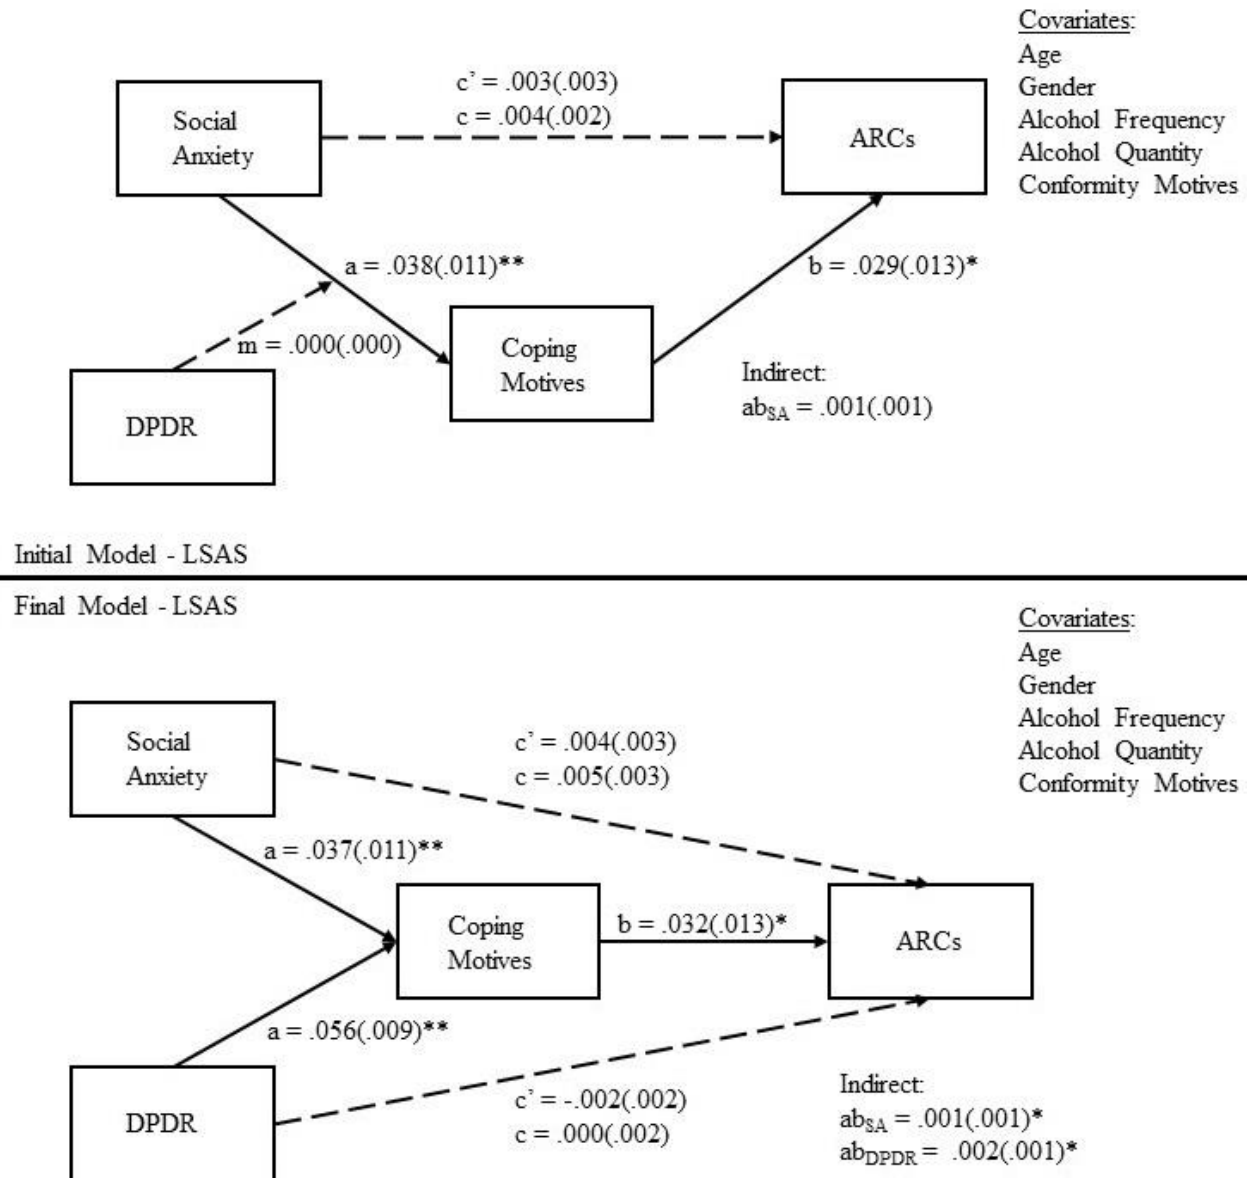 Covariates:
Age
Gender
Alcohol Frequency
Alcohol Quantity
Conformity Motives
c’ = .003(.003)
c = .004(.002)
Social
Anxiety
ARCs
a = .038(.011)**
b = .029(.013)*
m = .000(.000)
Coping
Motives
DPDR
Indirect:
abSA = .001(.001)
Initial Model - LSAS
Final Model - LSAS
Covariates:
Age
Gender
Alcohol Frequency
Alcohol Quantity
Conformity Motives
Social
Anxiety
c’ = .004(.003)
c = .005(.003)
a = .037(.011)**
Coping
Motives
b = .032(.013)*
ARCs
a = .056(.009)**
DPDR
c’ = -.002(.002)
c = .000(.002)
Indirect:
abSA = .001(.001)*
abDPDR = .002(.001)*